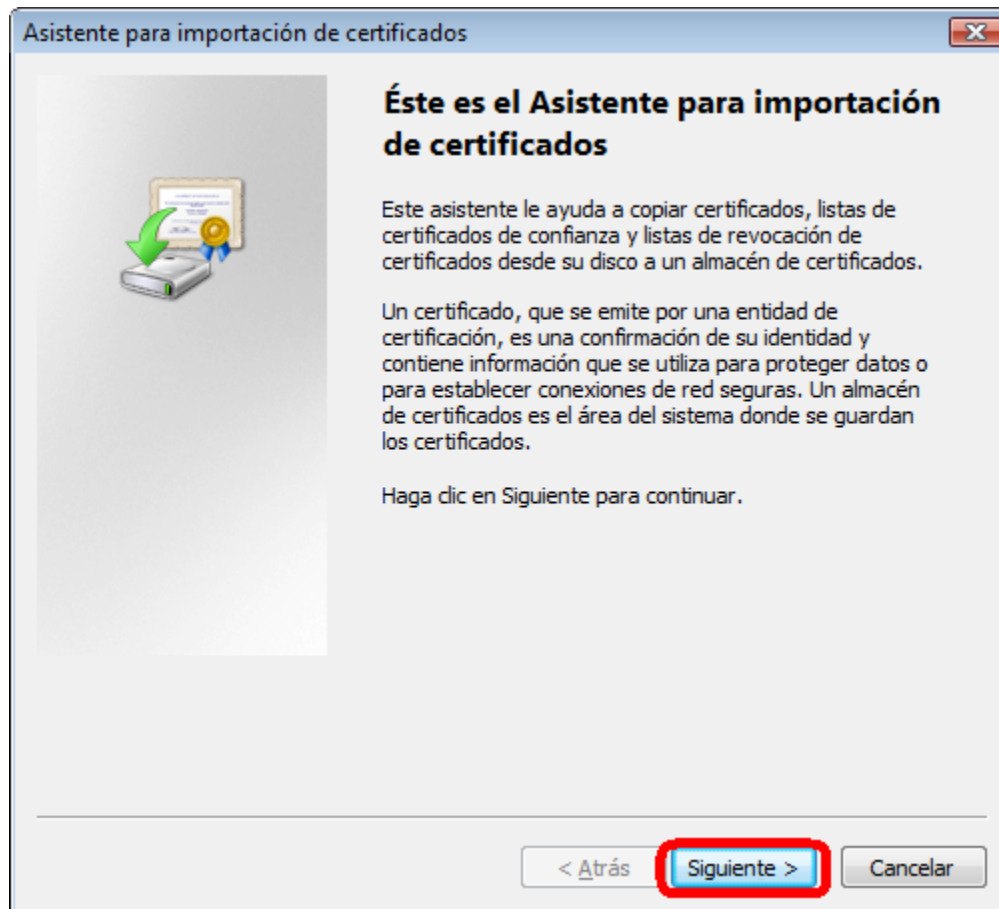 Asistente para importación de certificados
Éste es el Asistente para importación
de certificados
Este asistente le ayuda a copiar certificados, listas de
certificados de confianza y listas de revocación de
certificados desde su disco a un almacén de certificados.
Un certificado, que se emite por una entidad de
certificación, es una confirmación de su identidad y
contiene información que se utiliza para proteger datos o
para establecer conexiones de red seguras. Un almacén
de certificados es el área del sistema donde se guardan
los certificados.
Haga clic en Siguiente para continuar.
< Atrás Siguiente > Cancelar